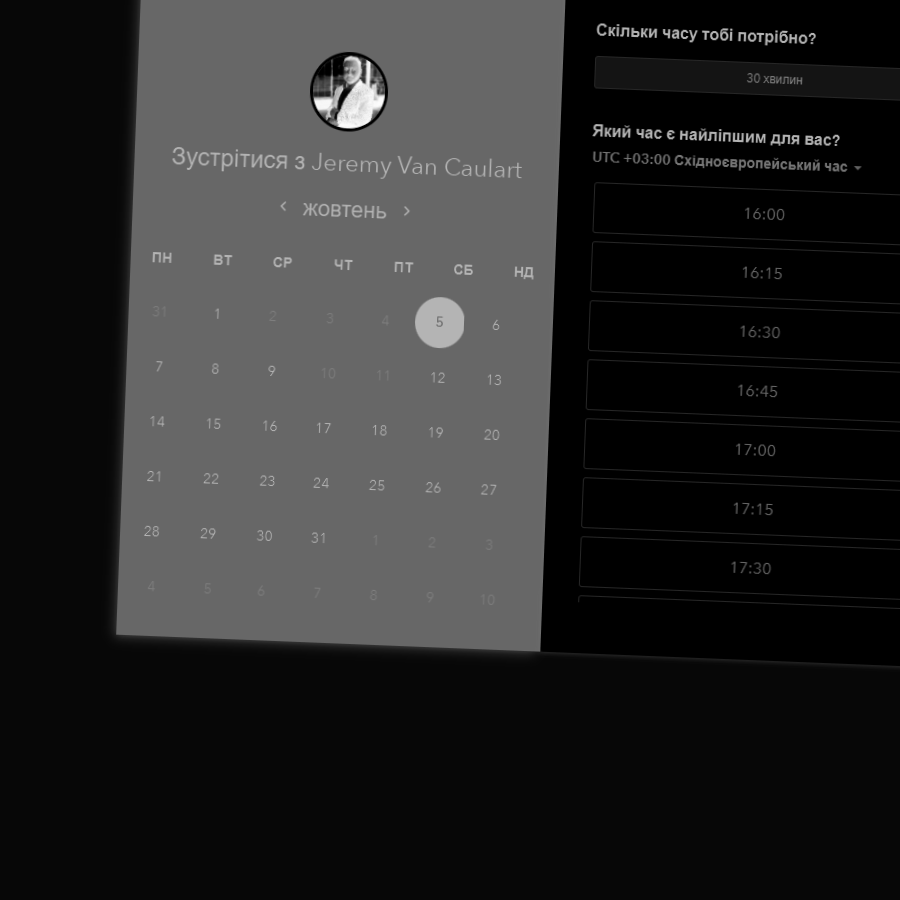 Зустрітися з Jeremy Van Caulart
‹ жовтень ›
ПН ВТ СР ЧТ ПТ СБ НД
31 1 2 3 4 5 6
7 8 9 10 11 12 13
14 15 16 17 18 19 20
21 22 23 24 25 26 27
28 29 30 31 1 2 3
4 5 6 7 8 9 10
Скільки часу тобі потрібно?
30 хвилин
Який час є найліпшим для вас?
UTC +03:00 Східноєвропейський час
16:00
16:15
16:30
16:45
17:00
17:15
17:30